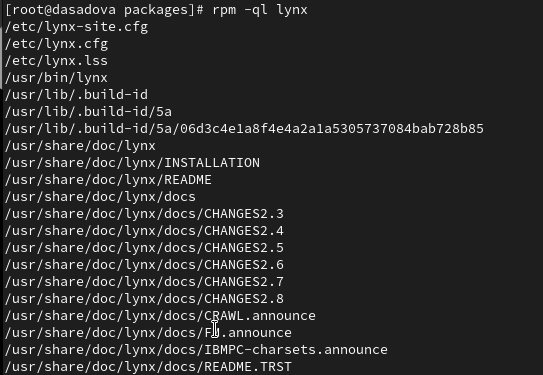 [root@dasadova packages]# rpm -ql lynx
/etc/lynx-site.cfg
/etc/lynx.cfg
/etc/lynx.lss
/usr/bin/lynx
/usr/lib/.build-id
/usr/lib/.build-id/5a
/usr/lib/.build-id/5a/06d3c4e1a8f4e4a2a1a5305737084bab728b85
/usr/share/doc/lynx
/usr/share/doc/lynx/INSTALLATION
/usr/share/doc/lynx/README
/usr/share/doc/lynx/docs
/usr/share/doc/lynx/docs/CHANGES2.3
/usr/share/doc/lynx/docs/CHANGES2.4
/usr/share/doc/lynx/docs/CHANGES2.5
/usr/share/doc/lynx/docs/CHANGES2.6
/usr/share/doc/lynx/docs/CHANGES2.7
/usr/share/doc/lynx/docs/CHANGES2.8
/usr/share/doc/lynx/docs/CRAWL.announce
/usr/share/doc/lynx/docs/FM.announce
/usr/share/doc/lynx/docs/IBMPC-charsets.announce
/usr/share/doc/lynx/docs/README.TRST